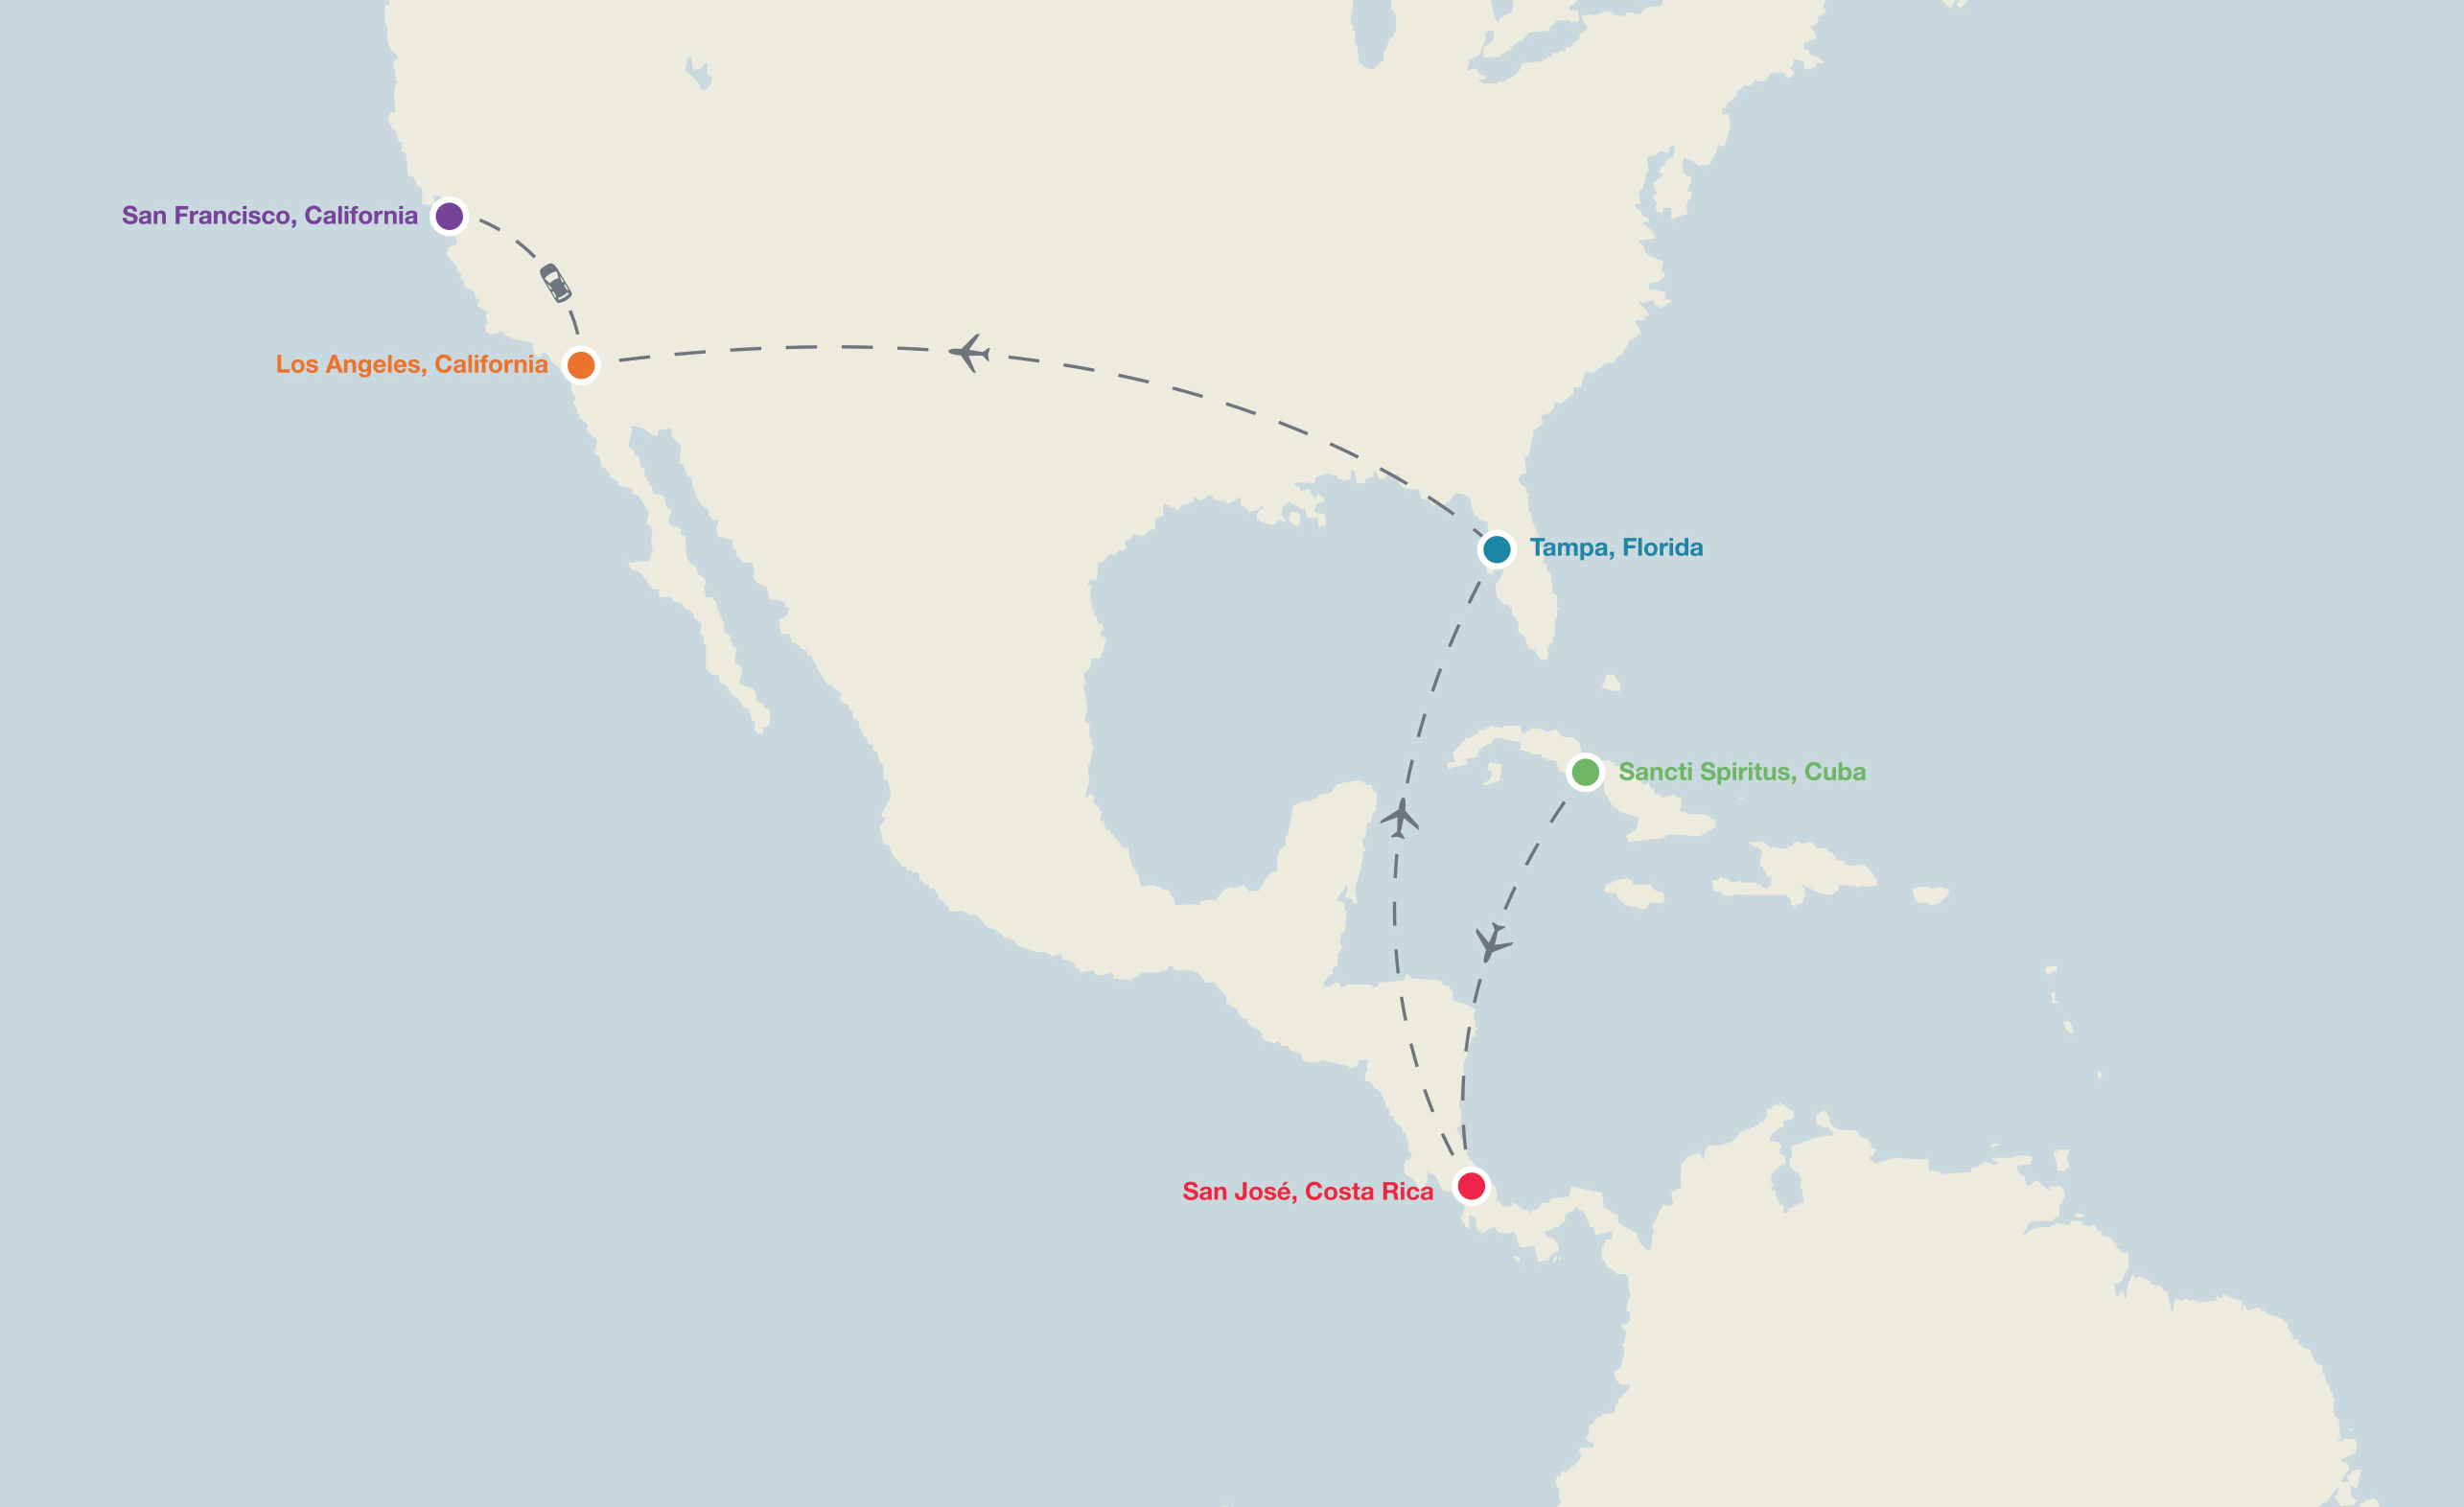 San Francisco, California
Los Angeles, California
Tampa, Florida
Sancti Spiritus, Cuba
San José, Costa Rica